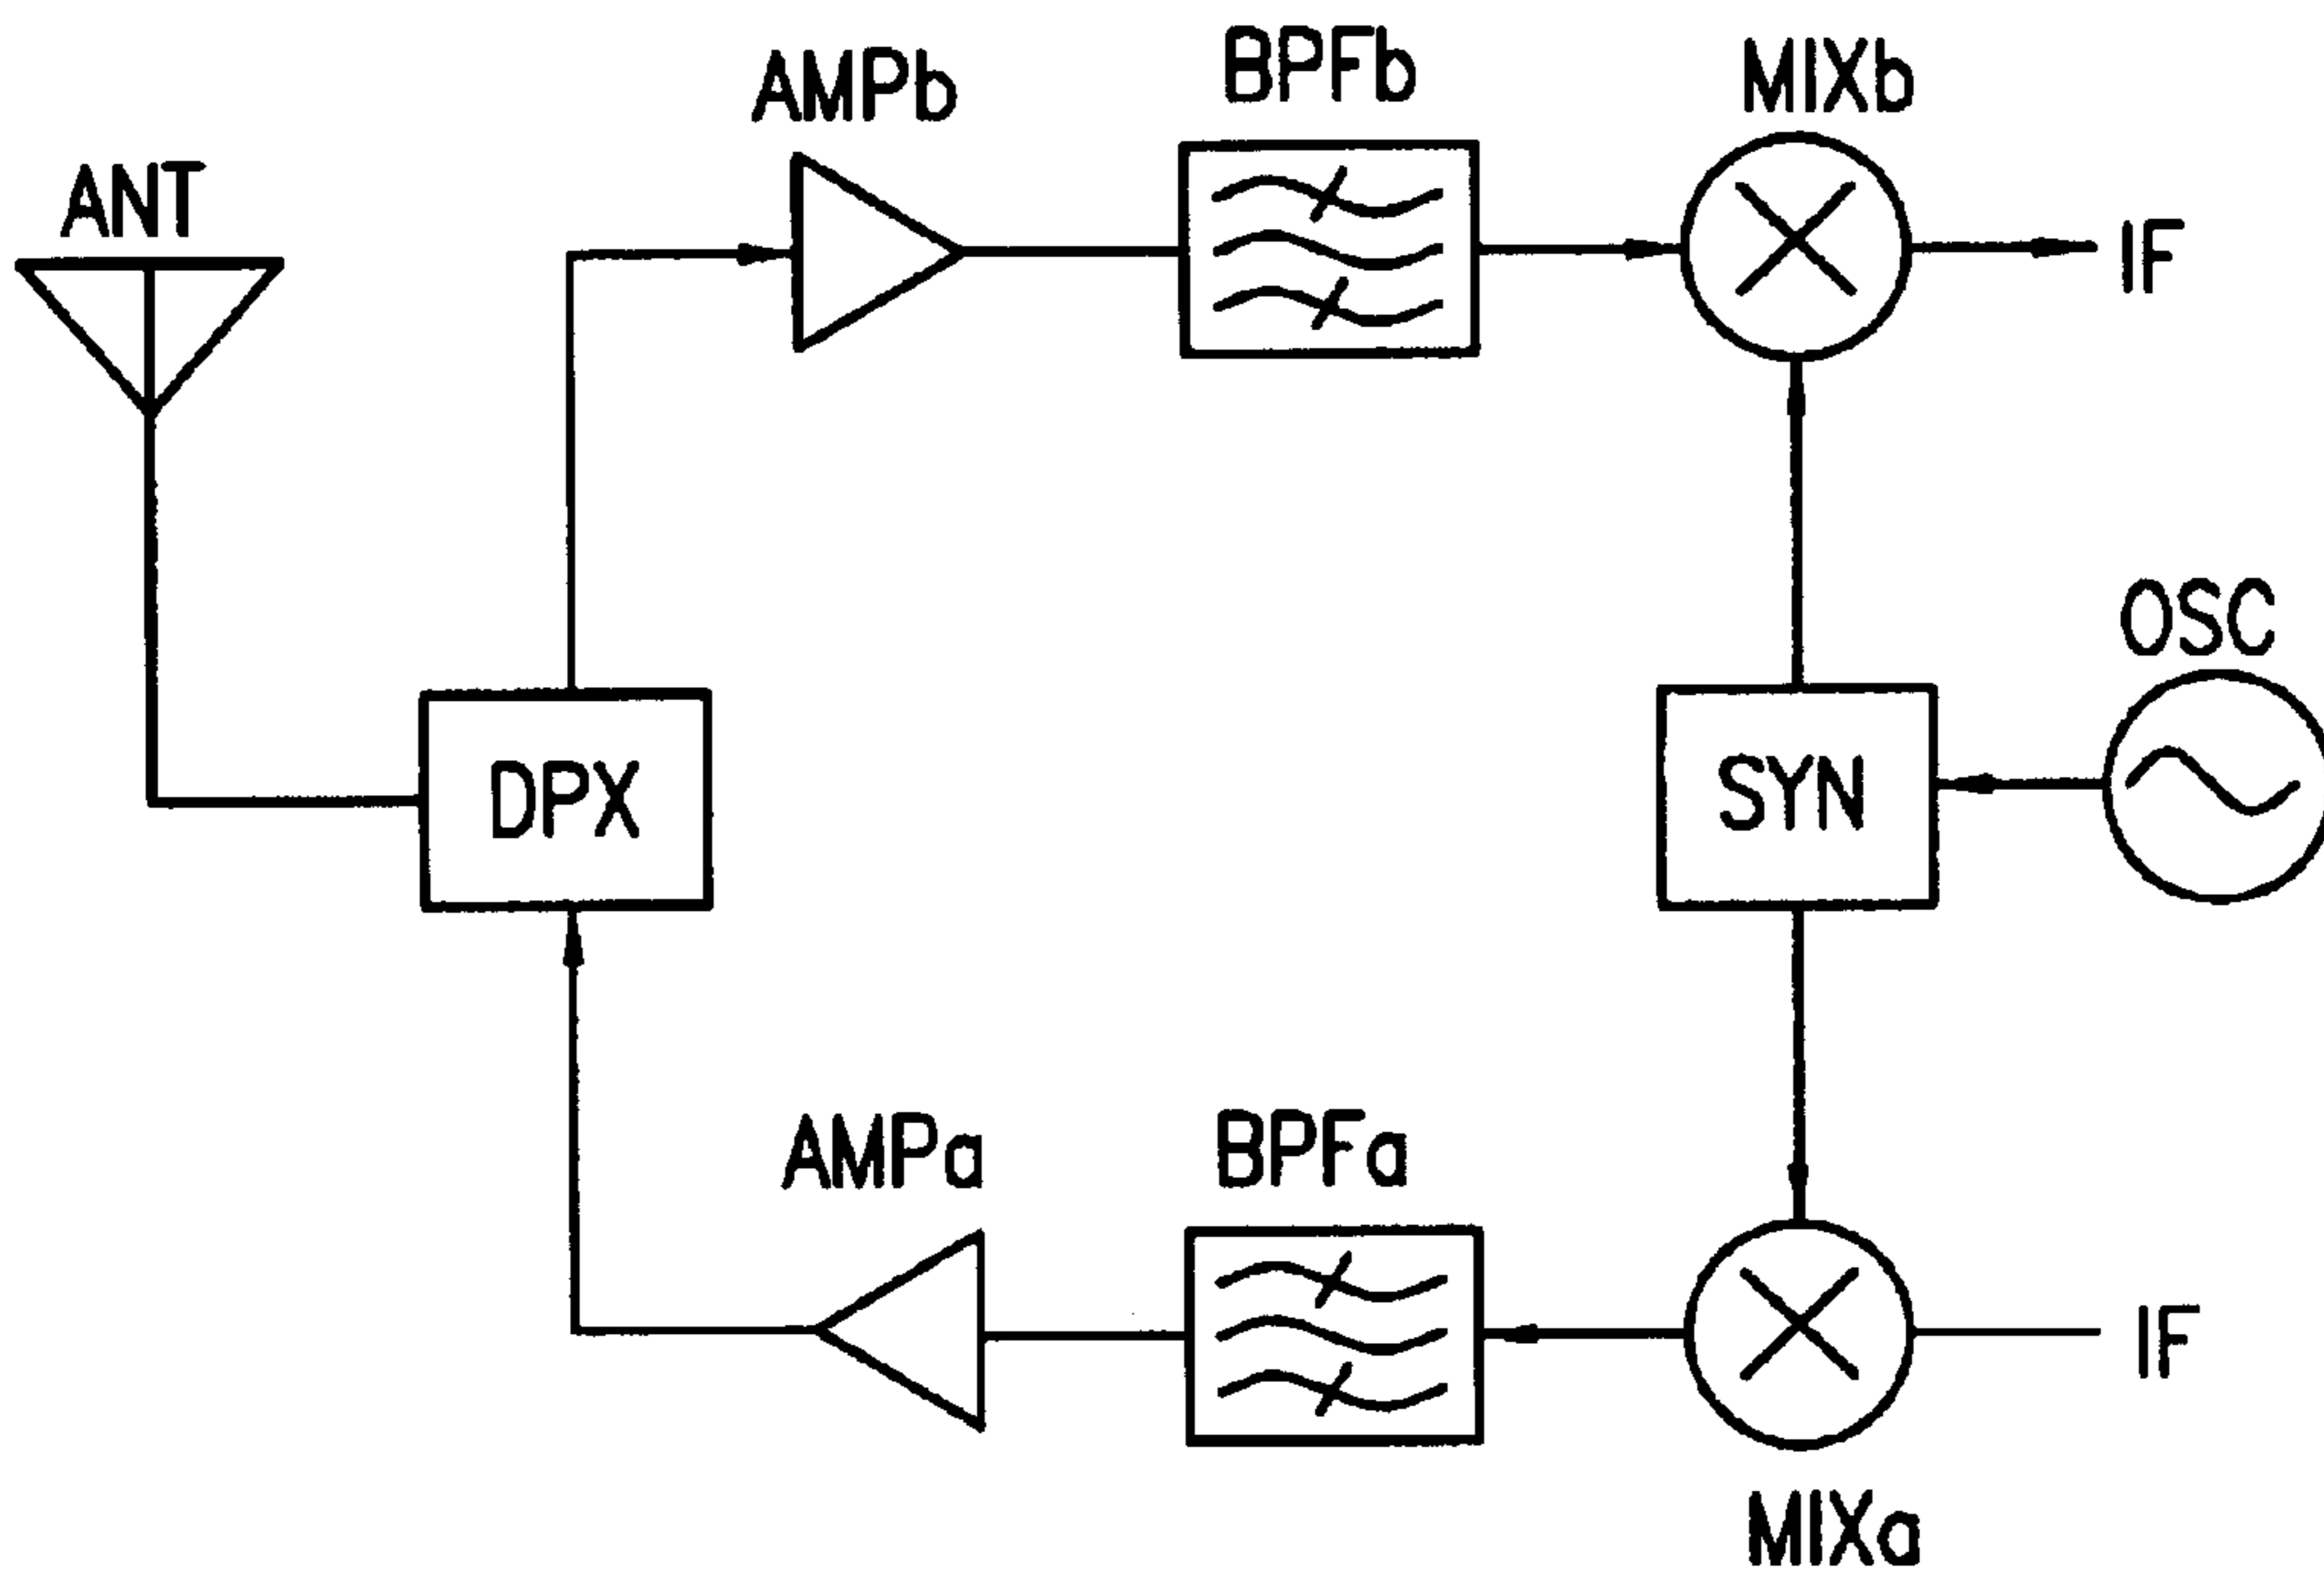 ANT
AMPb
BPFb
MIXb
IF
OSC
DPX
SYN
AMPa
BPFa
IF
MIXa